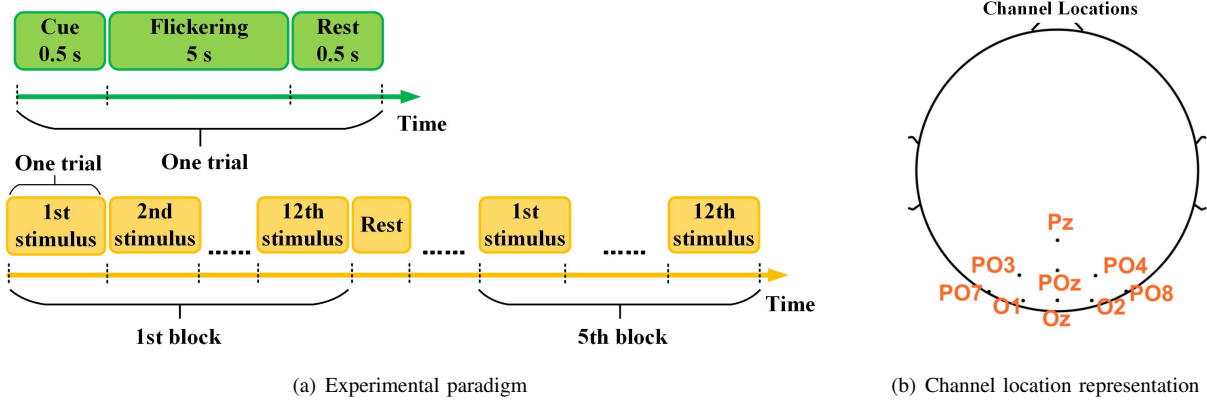 Cue
0.5 s
Flickering
5 s
Rest
0.5 s
Time
One trial
One trial
1st
stimulus
2nd
stimulus
......
12th
stimulus
Rest
......
1st
stimulus
......
12th
stimulus
Time
1st block
5th block
(a) Experimental paradigm
Channel Locations
Pz
PO3
POz
PO4
PO7
O1
Oz
O2
PO8
(b) Channel location representation